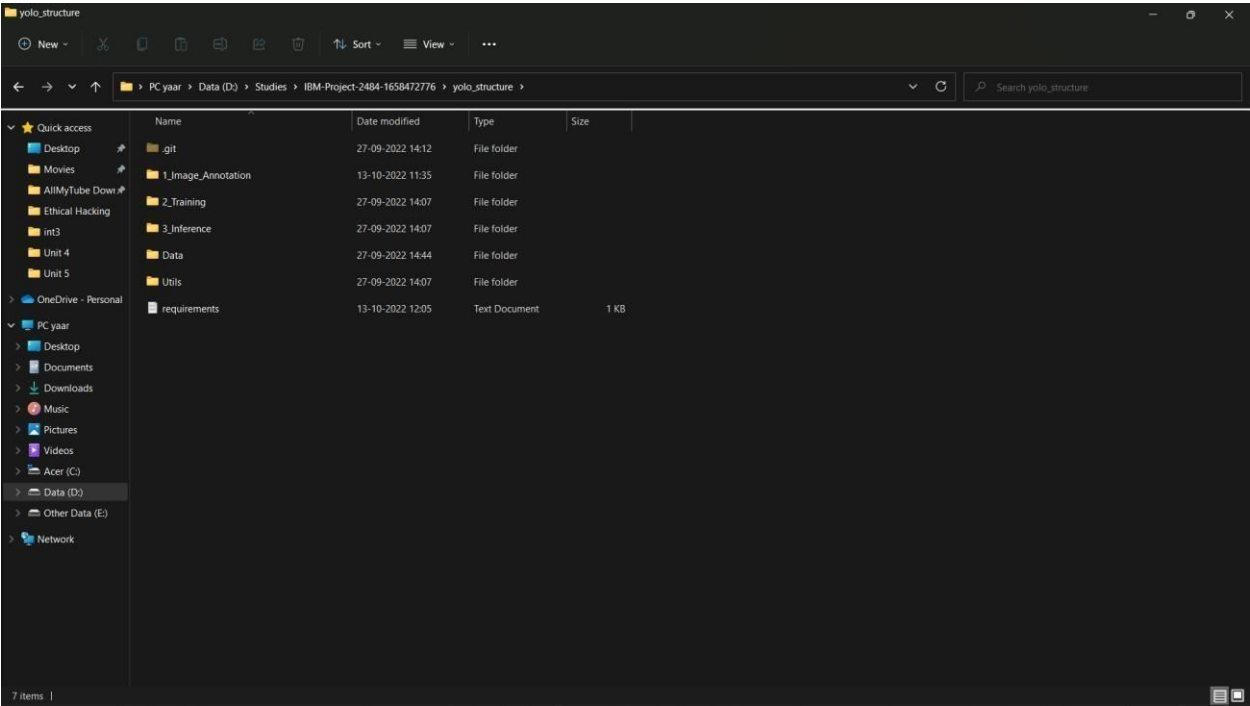 yolo_structure
New
Sort
View
PC yaar > Data (D:) > Studies > IBM-Project-2484-1658472776 > yolo_structure >
Search yolo_structure
Quick access
Desktop
Movies
AllMyTube Down
Ethical Hacking
int3
Unit 4
Unit 5
OneDrive - Personal
PC yaar
Desktop
Documents
Downloads
Music
Pictures
Videos
Acer (C:)
Data (D:)
Other Data (E:)
Network
Name Date modified Type Size
.git 27-09-2022 14:12 File folder
1_Image_Annotation 13-10-2022 11:35 File folder
2_Training 27-09-2022 14:07 File folder
3_Inference 27-09-2022 14:07 File folder
Data 27-09-2022 14:44 File folder
Utils 27-09-2022 14:07 File folder
requirements 13-10-2022 12:05 Text Document 1 KB
7 items